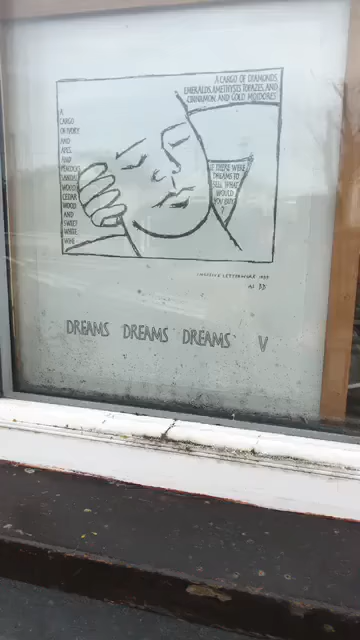 A CARGO OF DIAMONDS,
EMERALDS, AMETHYSTS, TOPAZES, AND
CINNAMON, AND GOLD MOIDORES
A
CARGO
OF IVORY
AND
APES
AND
PEACOCKS
SANDAL
WOOD
CEDAR
WOOD
AND
SWEET
WHITE
WINE
IF THERE WERE
DREAMS TO
SELL, WHAT
WOULD
YOU BUY?
DREAMS DREAMS DREAMS V